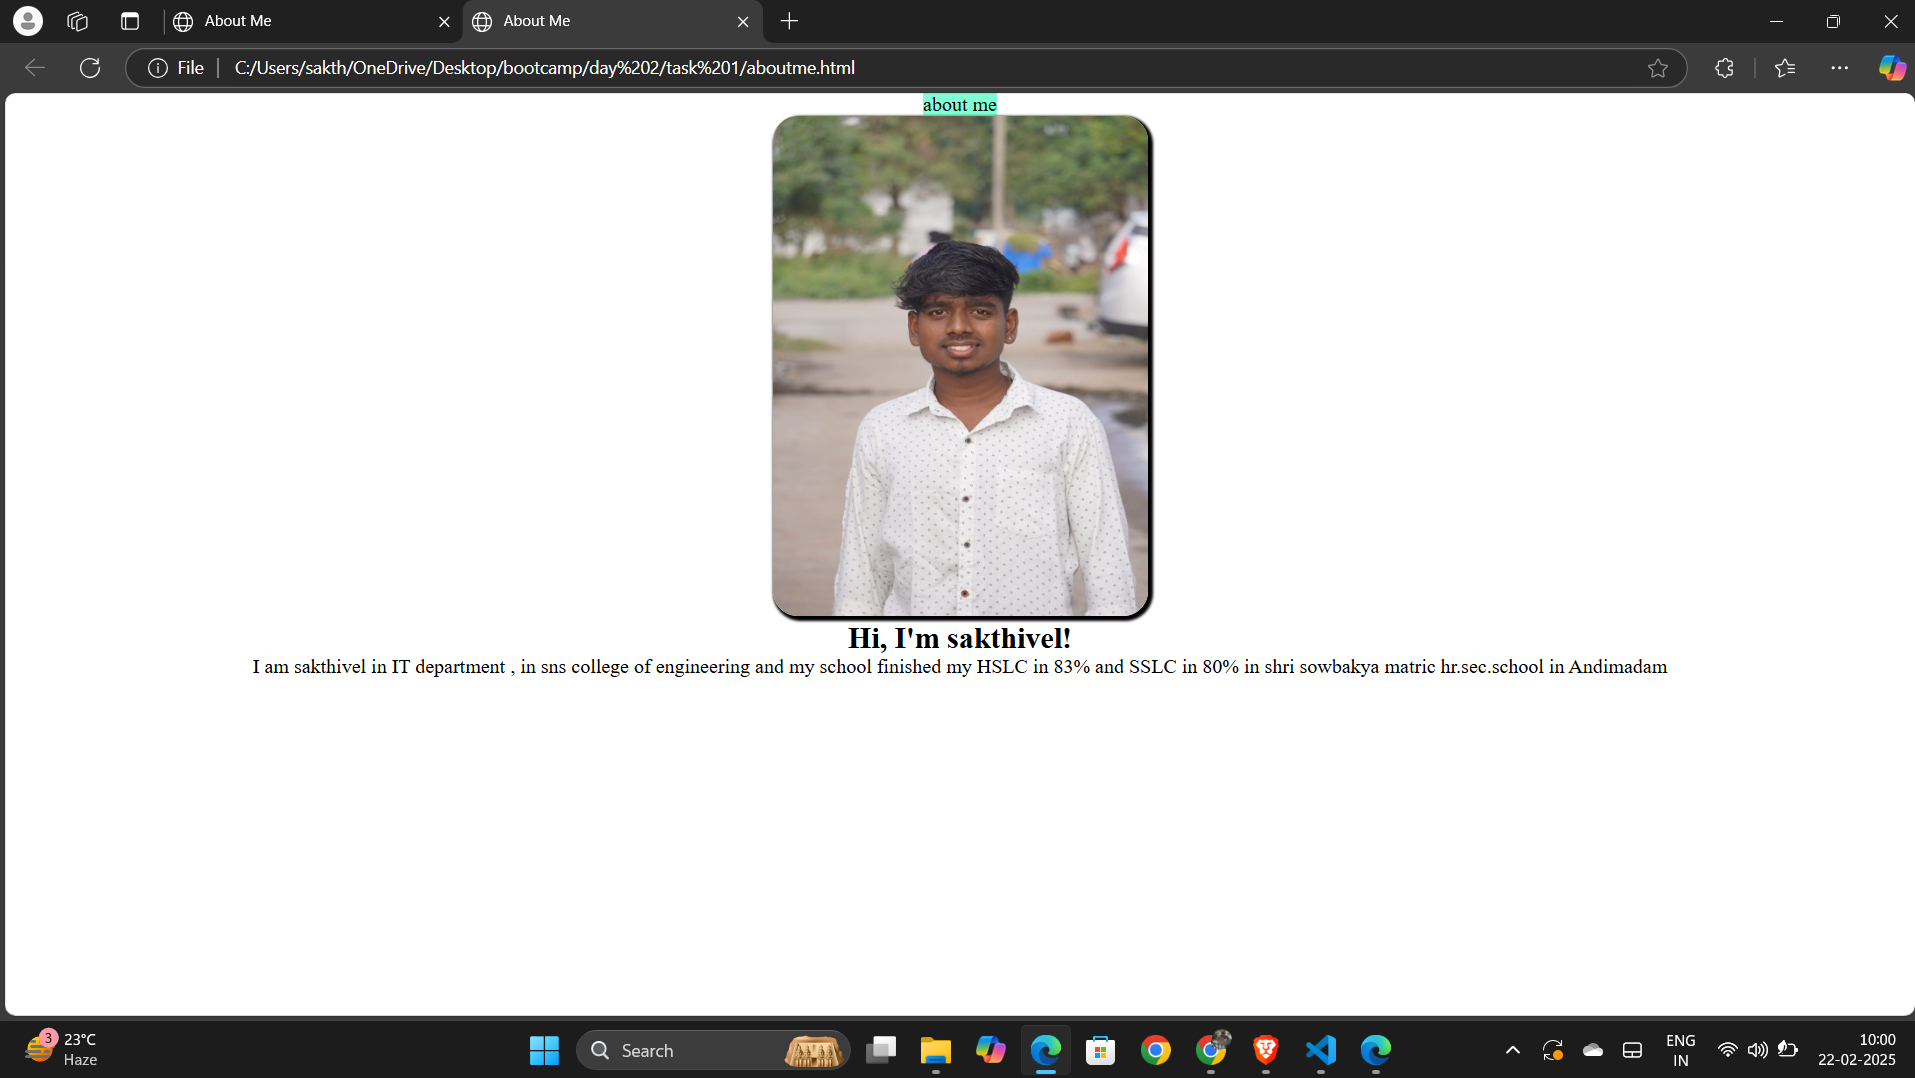 About Me
About Me
File
C:/Users/sakth/OneDrive/Desktop/bootcamp/day%202/task%201/aboutme.html
about me
Hi, I'm sakthivel!
I am sakthivel in IT department , in sns college of engineering and my school finished my HSLC in 83% and SSLC in 80% in shri sowbakya matric hr.sec.school in Andimadam
3
23°C
Haze
Search
ENG
IN
10:00
22-02-2025